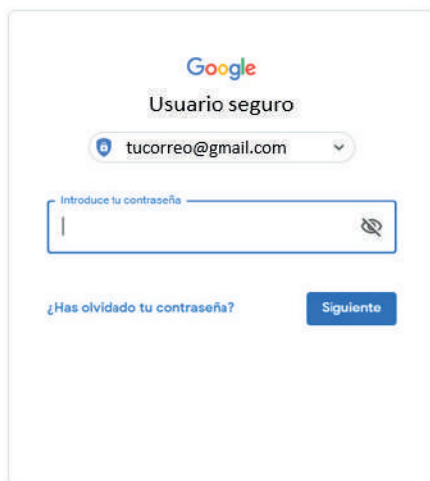 Google
Usuario seguro
tucorreo@gmail.com
Introduce tu contraseña
¿Has olvidado tu contraseña?
Siguiente